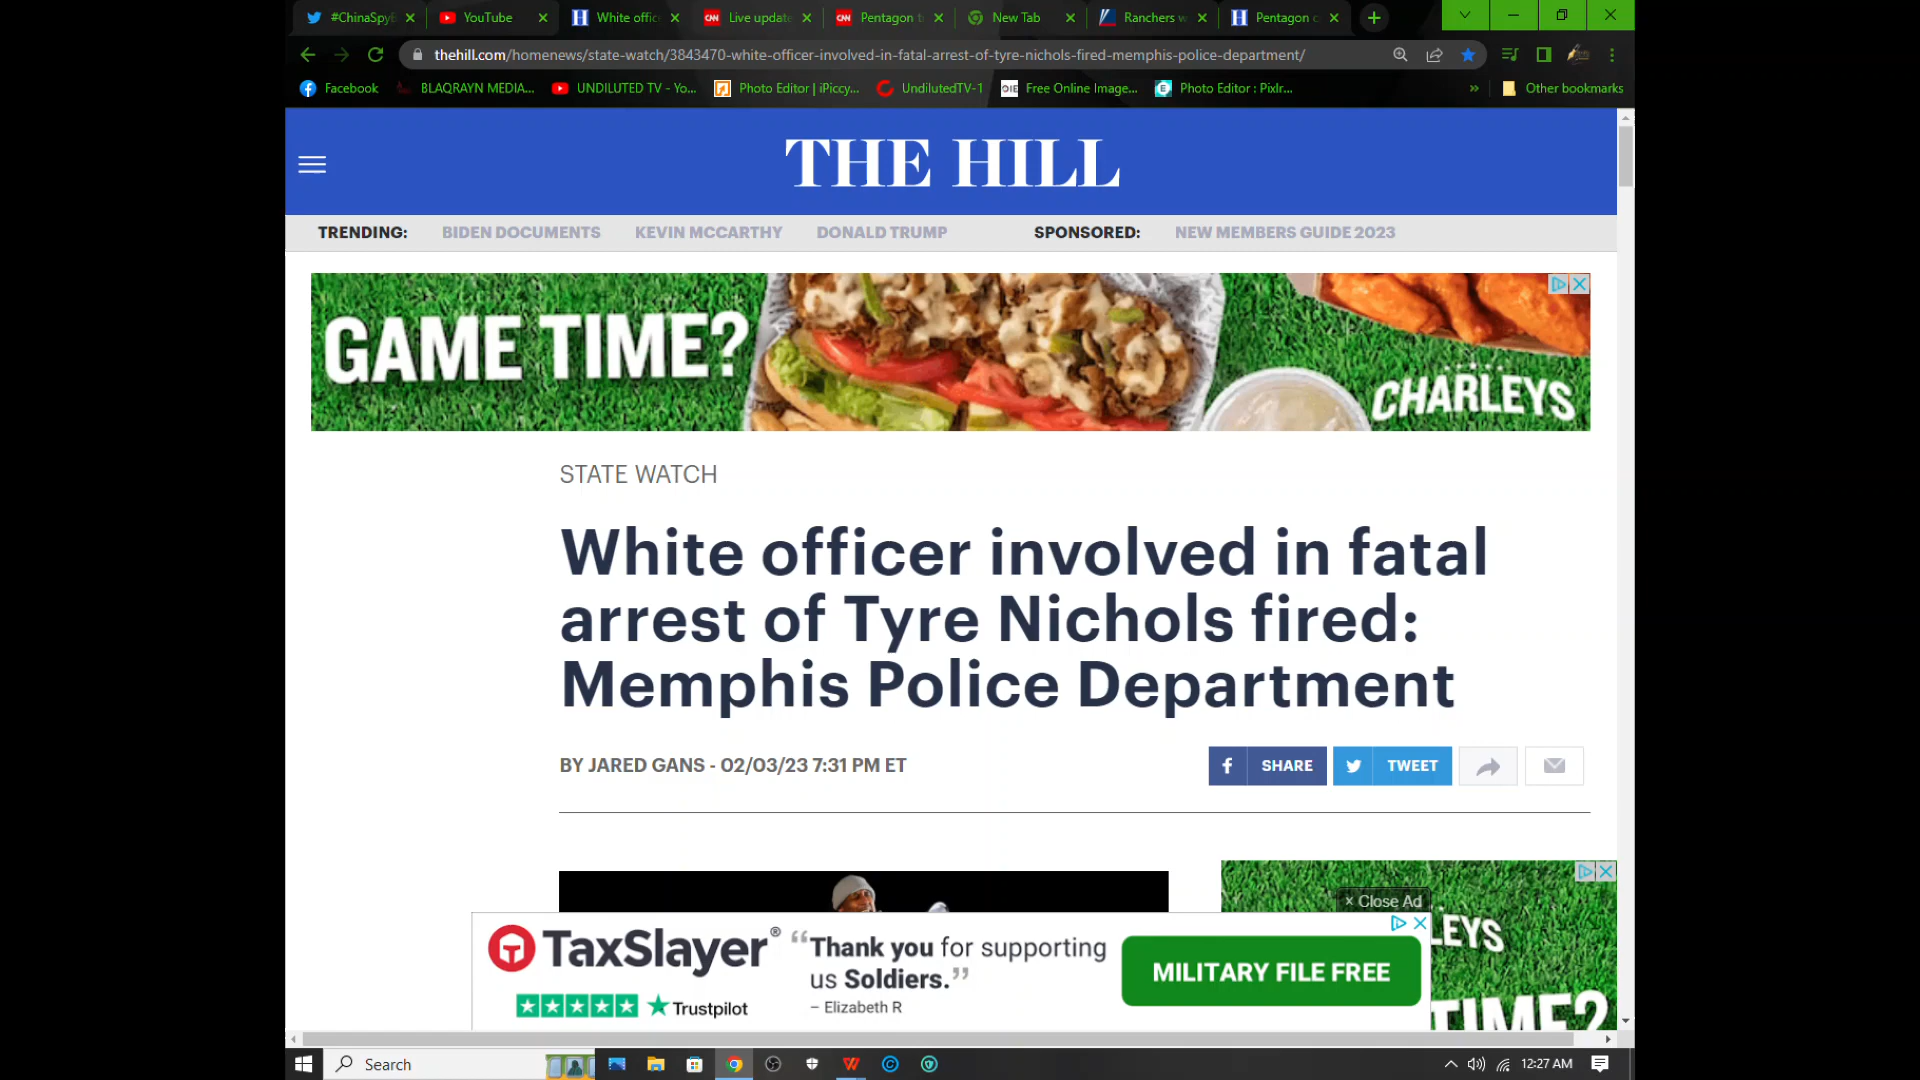 #ChinaSpyB
YouTube
White offic
Live update
Pentagon t
New Tab
Ranchers w
Pentagon c
thehill.com/homenews/state-watch/3843470-white-officer-involved-in-fatal-arrest-of-tyre-nichols-fired-memphis-police-department/
Facebook
BLAQRAYN MEDIA...
UNDILUTED TV - Yo...
Photo Editor | iPiccy...
UndilutedTV-1
Free Online Image...
Photo Editor : Pixlr...
»
Other bookmarks
THE HILL
TRENDING: BIDEN DOCUMENTS KEVIN MCCARTHY DONALD TRUMP SPONSORED: NEW MEMBERS GUIDE 2023
GAME TIME?
CHARLEYS
STATE WATCH
White officer involved in fatal
arrest of Tyre Nichols fired:
Memphis Police Department
BY JARED GANS - 02/03/23 7:31 PM ET
SHARE
TWEET
× Close Ad
LEYS
TIME?
TaxSlayer®
Trustpilot
“Thank you for supporting
us Soldiers.”
– Elizabeth R
MILITARY FILE FREE
Search
12:27 AM